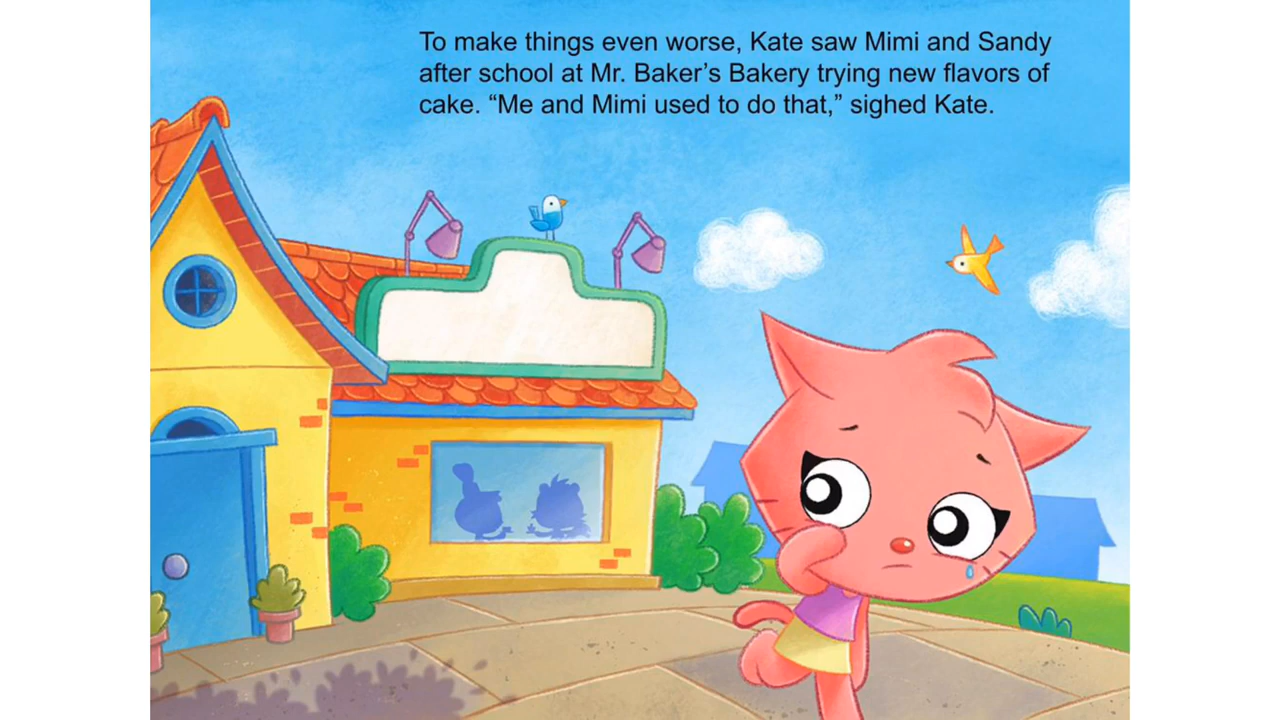 To make things even worse, Kate saw Mimi and Sandy
after school at Mr. Baker’s Bakery trying new flavors of
cake. “Me and Mimi used to do that,” sighed Kate.